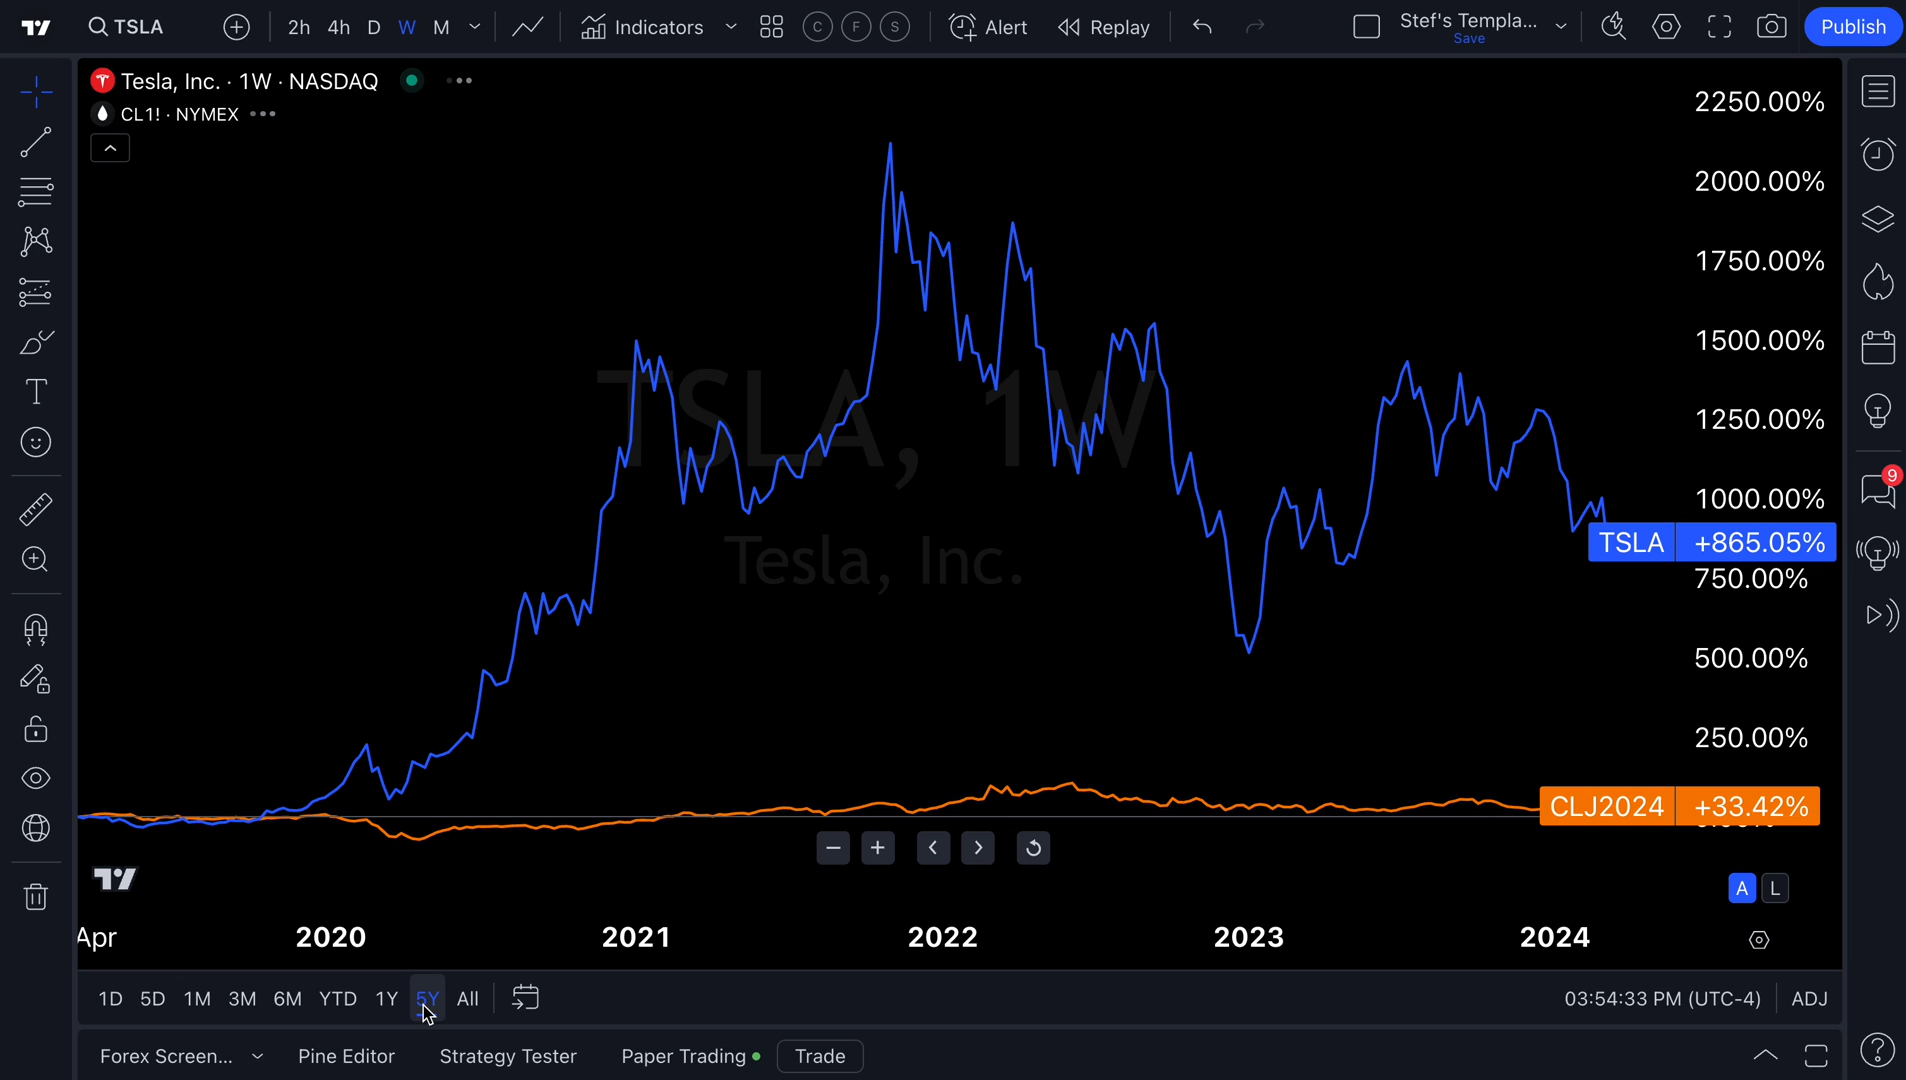 TSLA 2h 4h D W M Indicators C F S Alert Replay Stef's Templa... Publish
Save
Tesla, Inc. · 1W · NASDAQ
CL1! · NYMEX
2250.00%
2000.00%
1750.00%
1500.00%
1250.00%
1000.00%
TSLA +865.05%
750.00%
500.00%
250.00%
CLJ2024 +33.42%
TSLA, 1W
Tesla, Inc.
9
A L
Apr 2020 2021 2022 2023 2024
1D 5D 1M 3M 6M YTD 1Y 5Y All 03:54:33 PM (UTC-4) ADJ
Forex Screen... Pine Editor Strategy Tester Paper Trading Trade